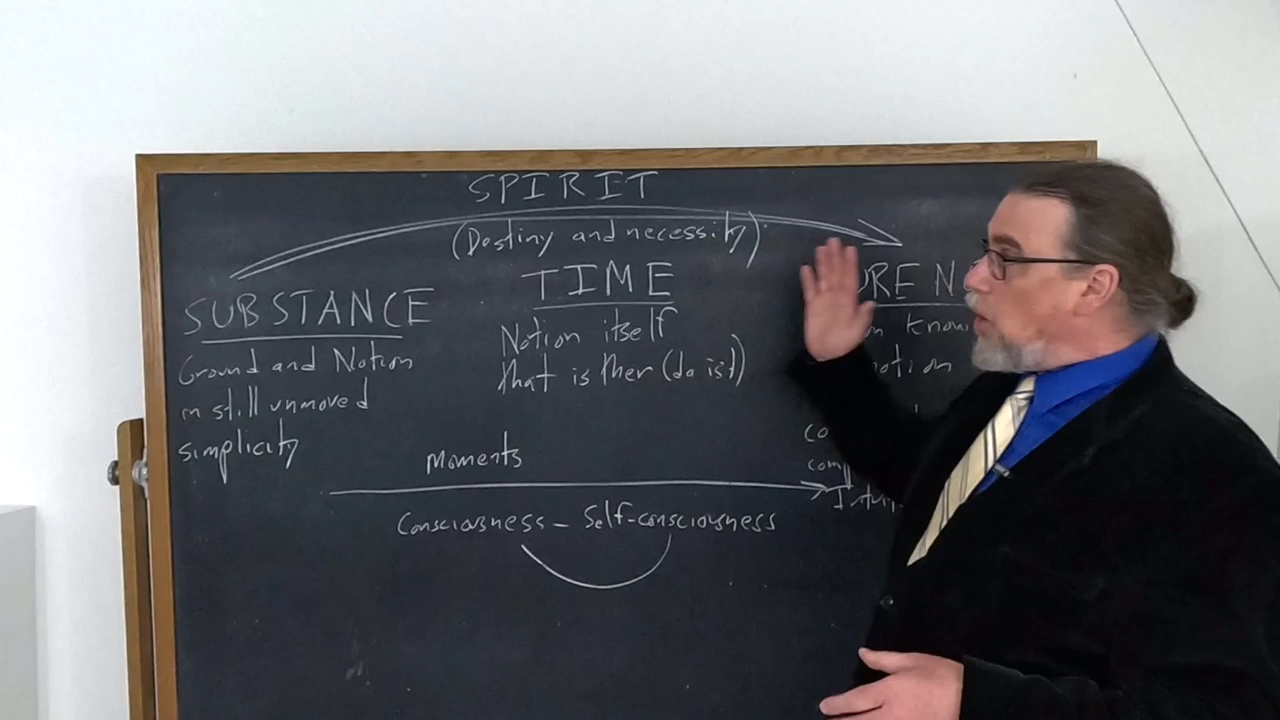 SPIRIT
(Destiny and necessity)
SUBSTANCE
Ground and Notion
in still unmoved
simplicity
TIME
Notion itself
that is ther (da ist)
Moments
Consciousness - Self-consciousness